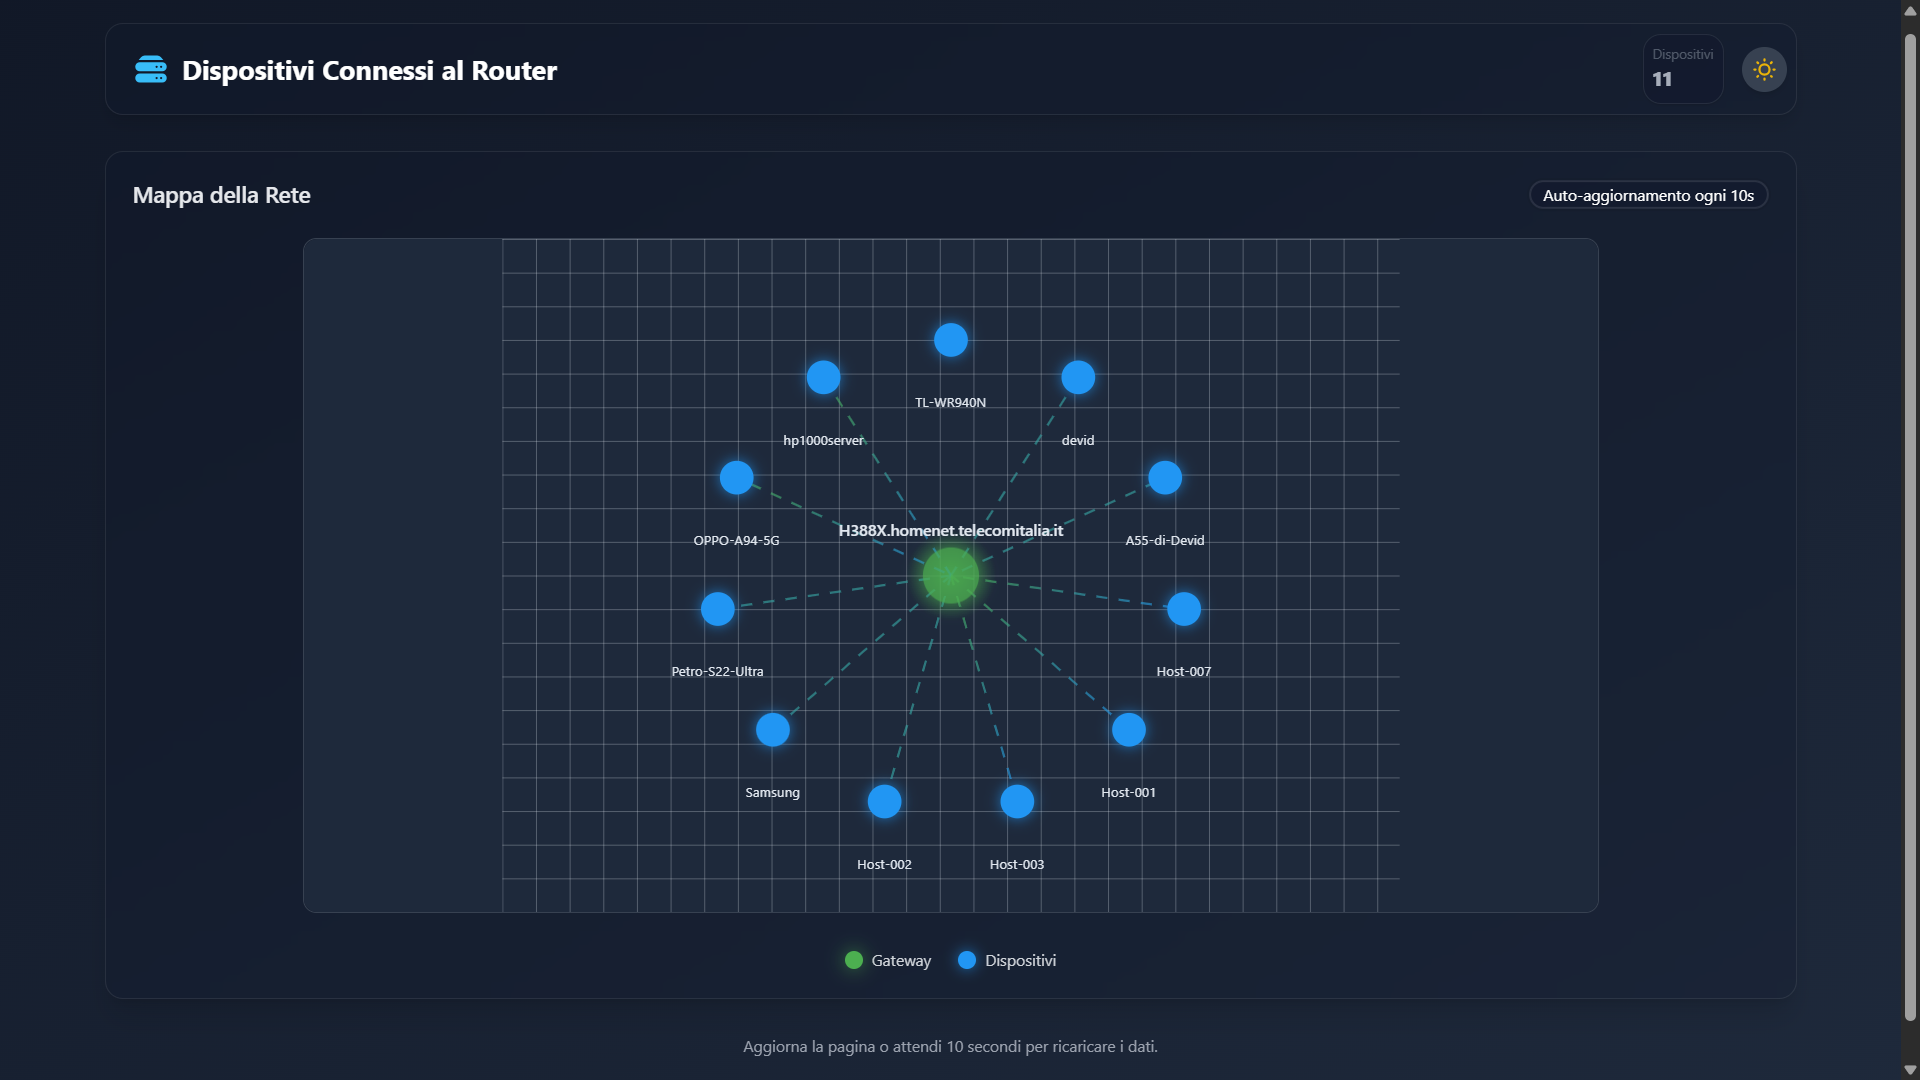 Dispositivi Connessi al Router
Dispositivi
11
Mappa della Rete
Auto-aggiornamento ogni 10s
TL-WR940N
hp1000server
devid
H388X.homenet.telecomitalia.it
OPPO-A94-5G
A55-di-Devid
Petro-S22-Ultra
Host-007
Samsung
Host-001
Host-002
Host-003
Gateway
Dispositivi
Aggiorna la pagina o attendi 10 secondi per ricaricare i dati.